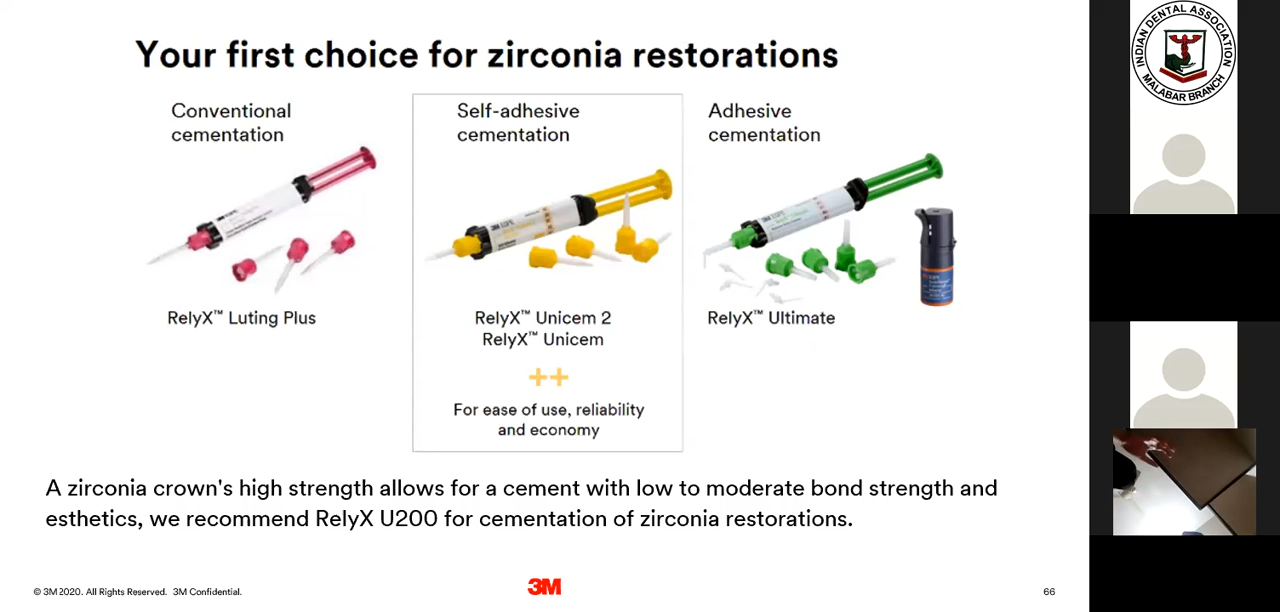 Your first choice for zirconia restorations
Conventional
cementation
Self-adhesive
cementation
Adhesive
cementation
RelyX™ Luting Plus
RelyX™ Unicem 2
RelyX™ Unicem
++
For ease of use, reliability
and economy
RelyX™ Ultimate
A zirconia crown's high strength allows for a cement with low to moderate bond strength and
esthetics, we recommend RelyX U200 for cementation of zirconia restorations.
© 3M 2020. All Rights Reserved. 3M Confidential.
3M
66
INDIAN DENTAL ASSOCIATION
MALABAR BRANCH